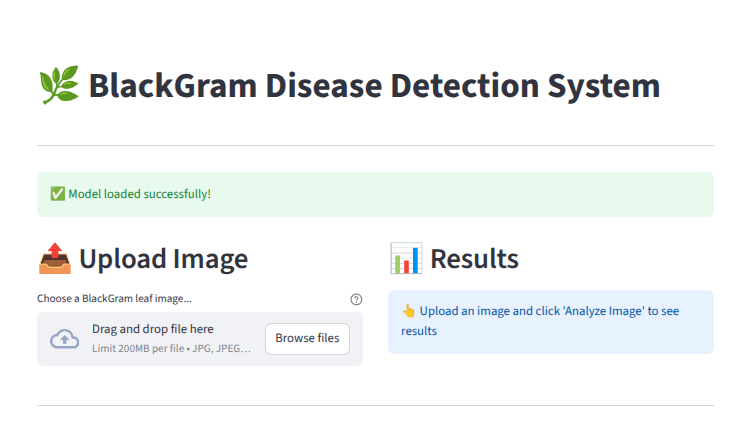 🌿 BlackGram Disease Detection System
✅ Model loaded successfully!
📤 Upload Image
Choose a BlackGram leaf image...
Drag and drop file here
Limit 200MB per file • JPG, JPEG...
Browse files
📊 Results
👆 Upload an image and click 'Analyze Image' to see
results